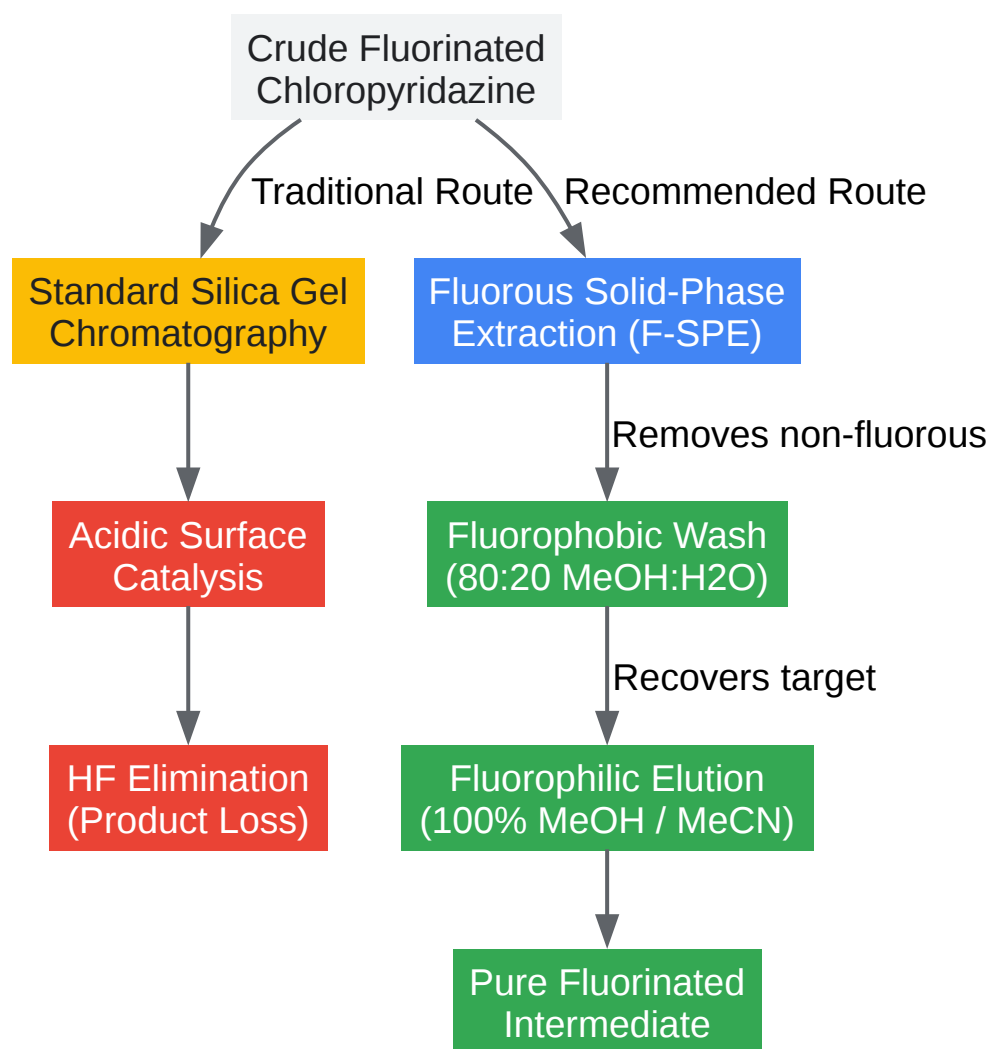 Crude Fluorinated
Chloropyridazine
Traditional Route
Recommended Route
Standard Silica Gel
Chromatography
Fluorous Solid-Phase
Extraction (F-SPE)
Removes non-fluorous
Acidic Surface
Catalysis
Fluorophobic Wash
(80:20 MeOH:H2O)
Recovers target
HF Elimination
(Product Loss)
Fluorophilic Elution
(100% MeOH / MeCN)
Pure Fluorinated
Intermediate